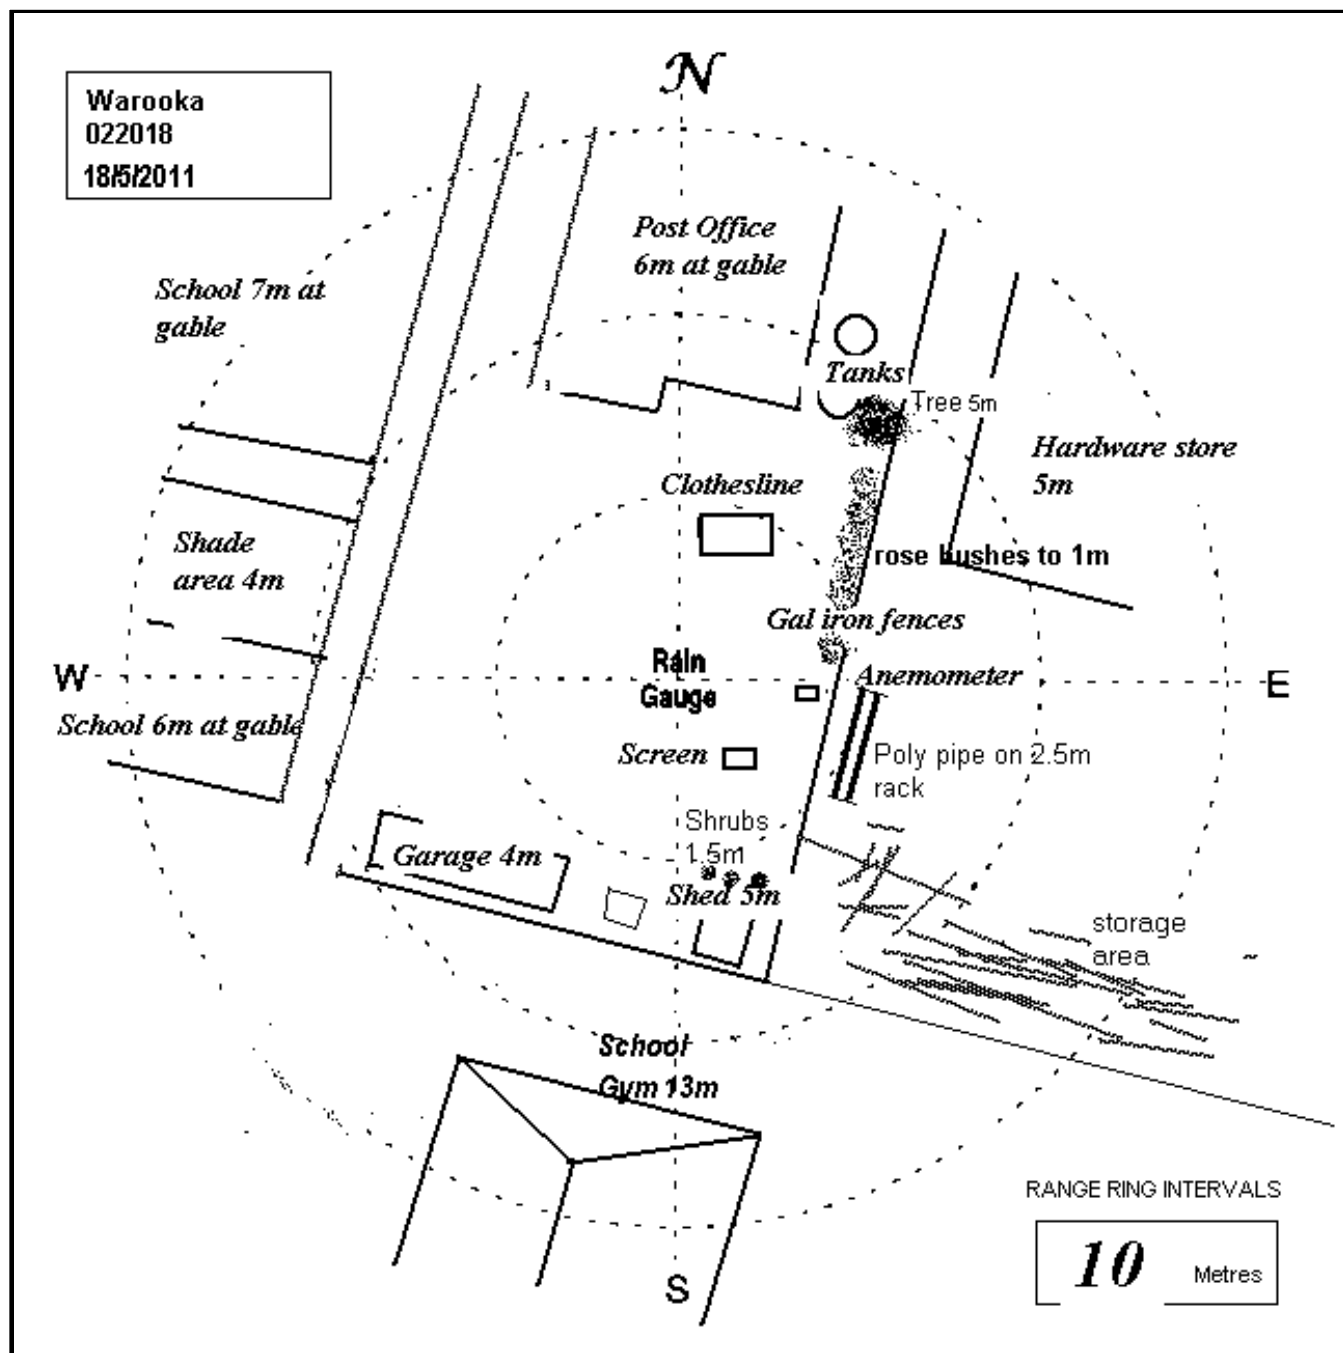 N
Warooka
022018
18/5/2011
Post Office
6m at gable
School 7m at
gable
Tanks
Tree 5m
Hardware store
5m
Clothesline
Shade
area 4m
rose bushes to 1m
Gal iron fences
Rain
Gauge
W
Anemometer
E
School 6m at gable
Screen
Poly pipe on 2.5m
rack
Shrubs
1.5m
Garage 4m
Shed 5m
storage
area
School
Gym 13m
RANGE RING INTERVALS
10 Metres
S